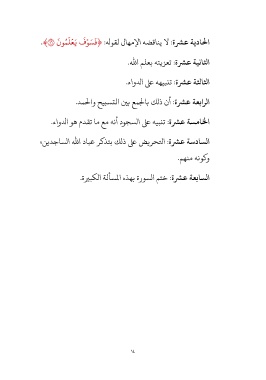 الحادية عشرة: لا يناقضه الإمهال لقوله: ﴿فَسَوْفَ يَعْلَمُونَ ۝﴾.
الثانية عشرة: تعزيته بعلم الله.
الثالثة عشرة: تنبيهه على الدواء.
الرابعة عشرة: أن ذلك بالجمع بين التسبيح والحمد.
الخامسة عشرة: تنبيه على السجود أنه مع ما تقدم هو الدواء.
السادسة عشرة: التحريض على ذلك بتذكر عباد الله الساجدين؛
وكونه منهم.
السابعة عشرة: ختم السورة بهذه المسألة الكبيرة.
١٤